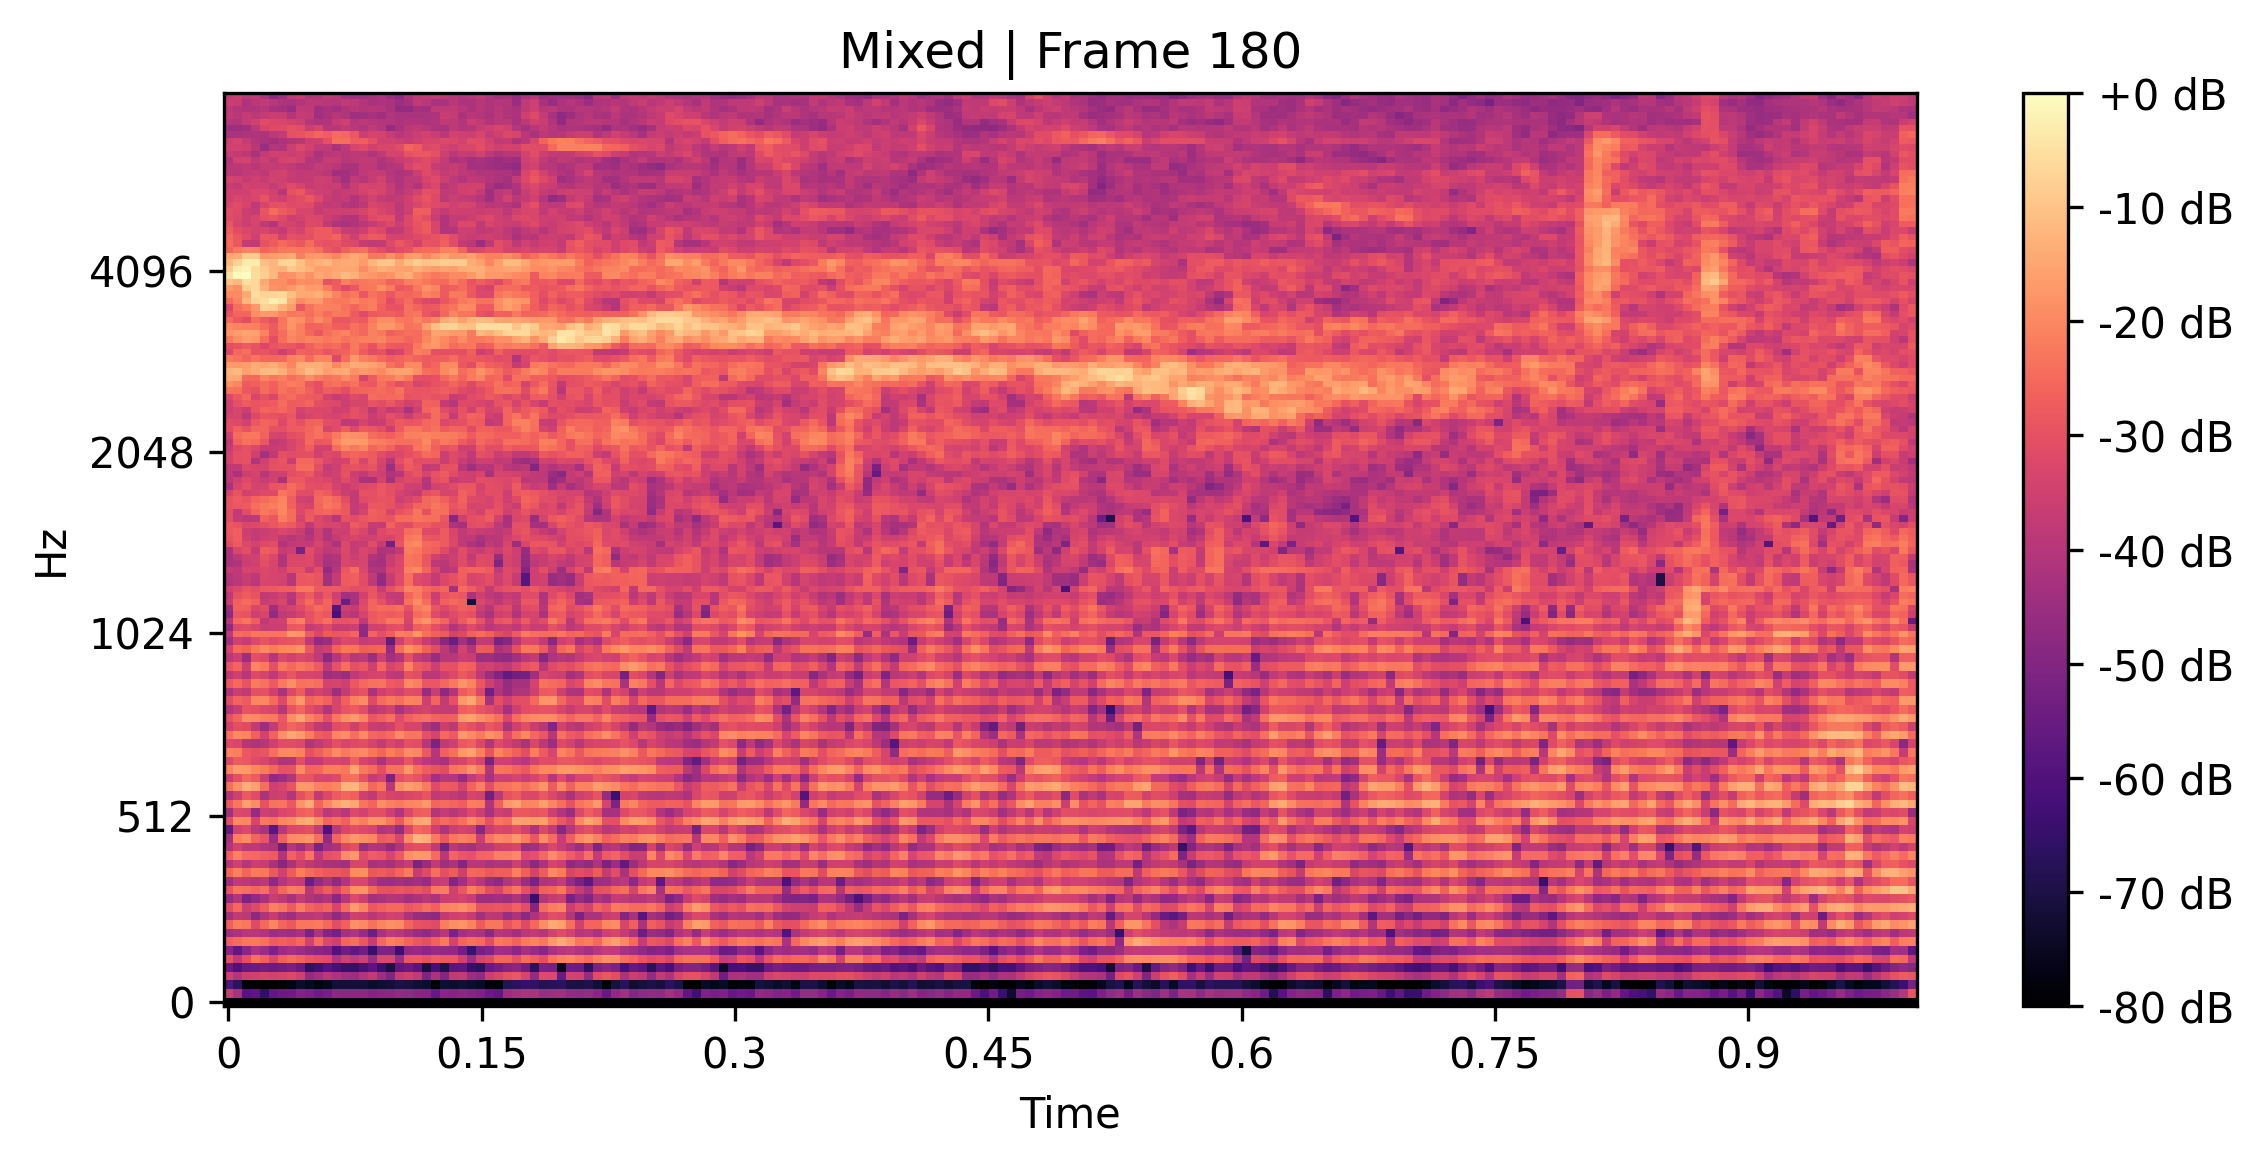 Mixed | Frame 180
Hz
4096
2048
1024
512
0
0 0.15 0.3 0.45 0.6 0.75 0.9
Time
+0 dB
-10 dB
-20 dB
-30 dB
-40 dB
-50 dB
-60 dB
-70 dB
-80 dB